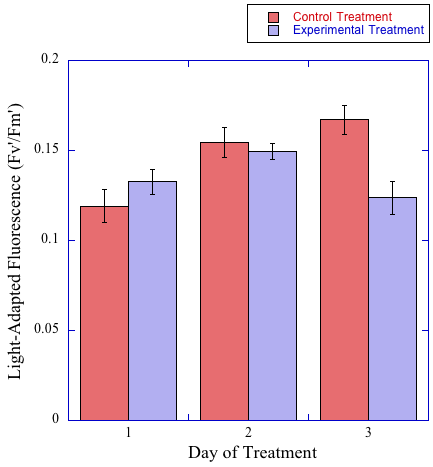 Control Treatment
Experimental Treatment
0.2
0.15
0.1
0.05
0
Light-Adapted Fluorescence (Fv'/Fm')
1 2 3
Day of Treatment